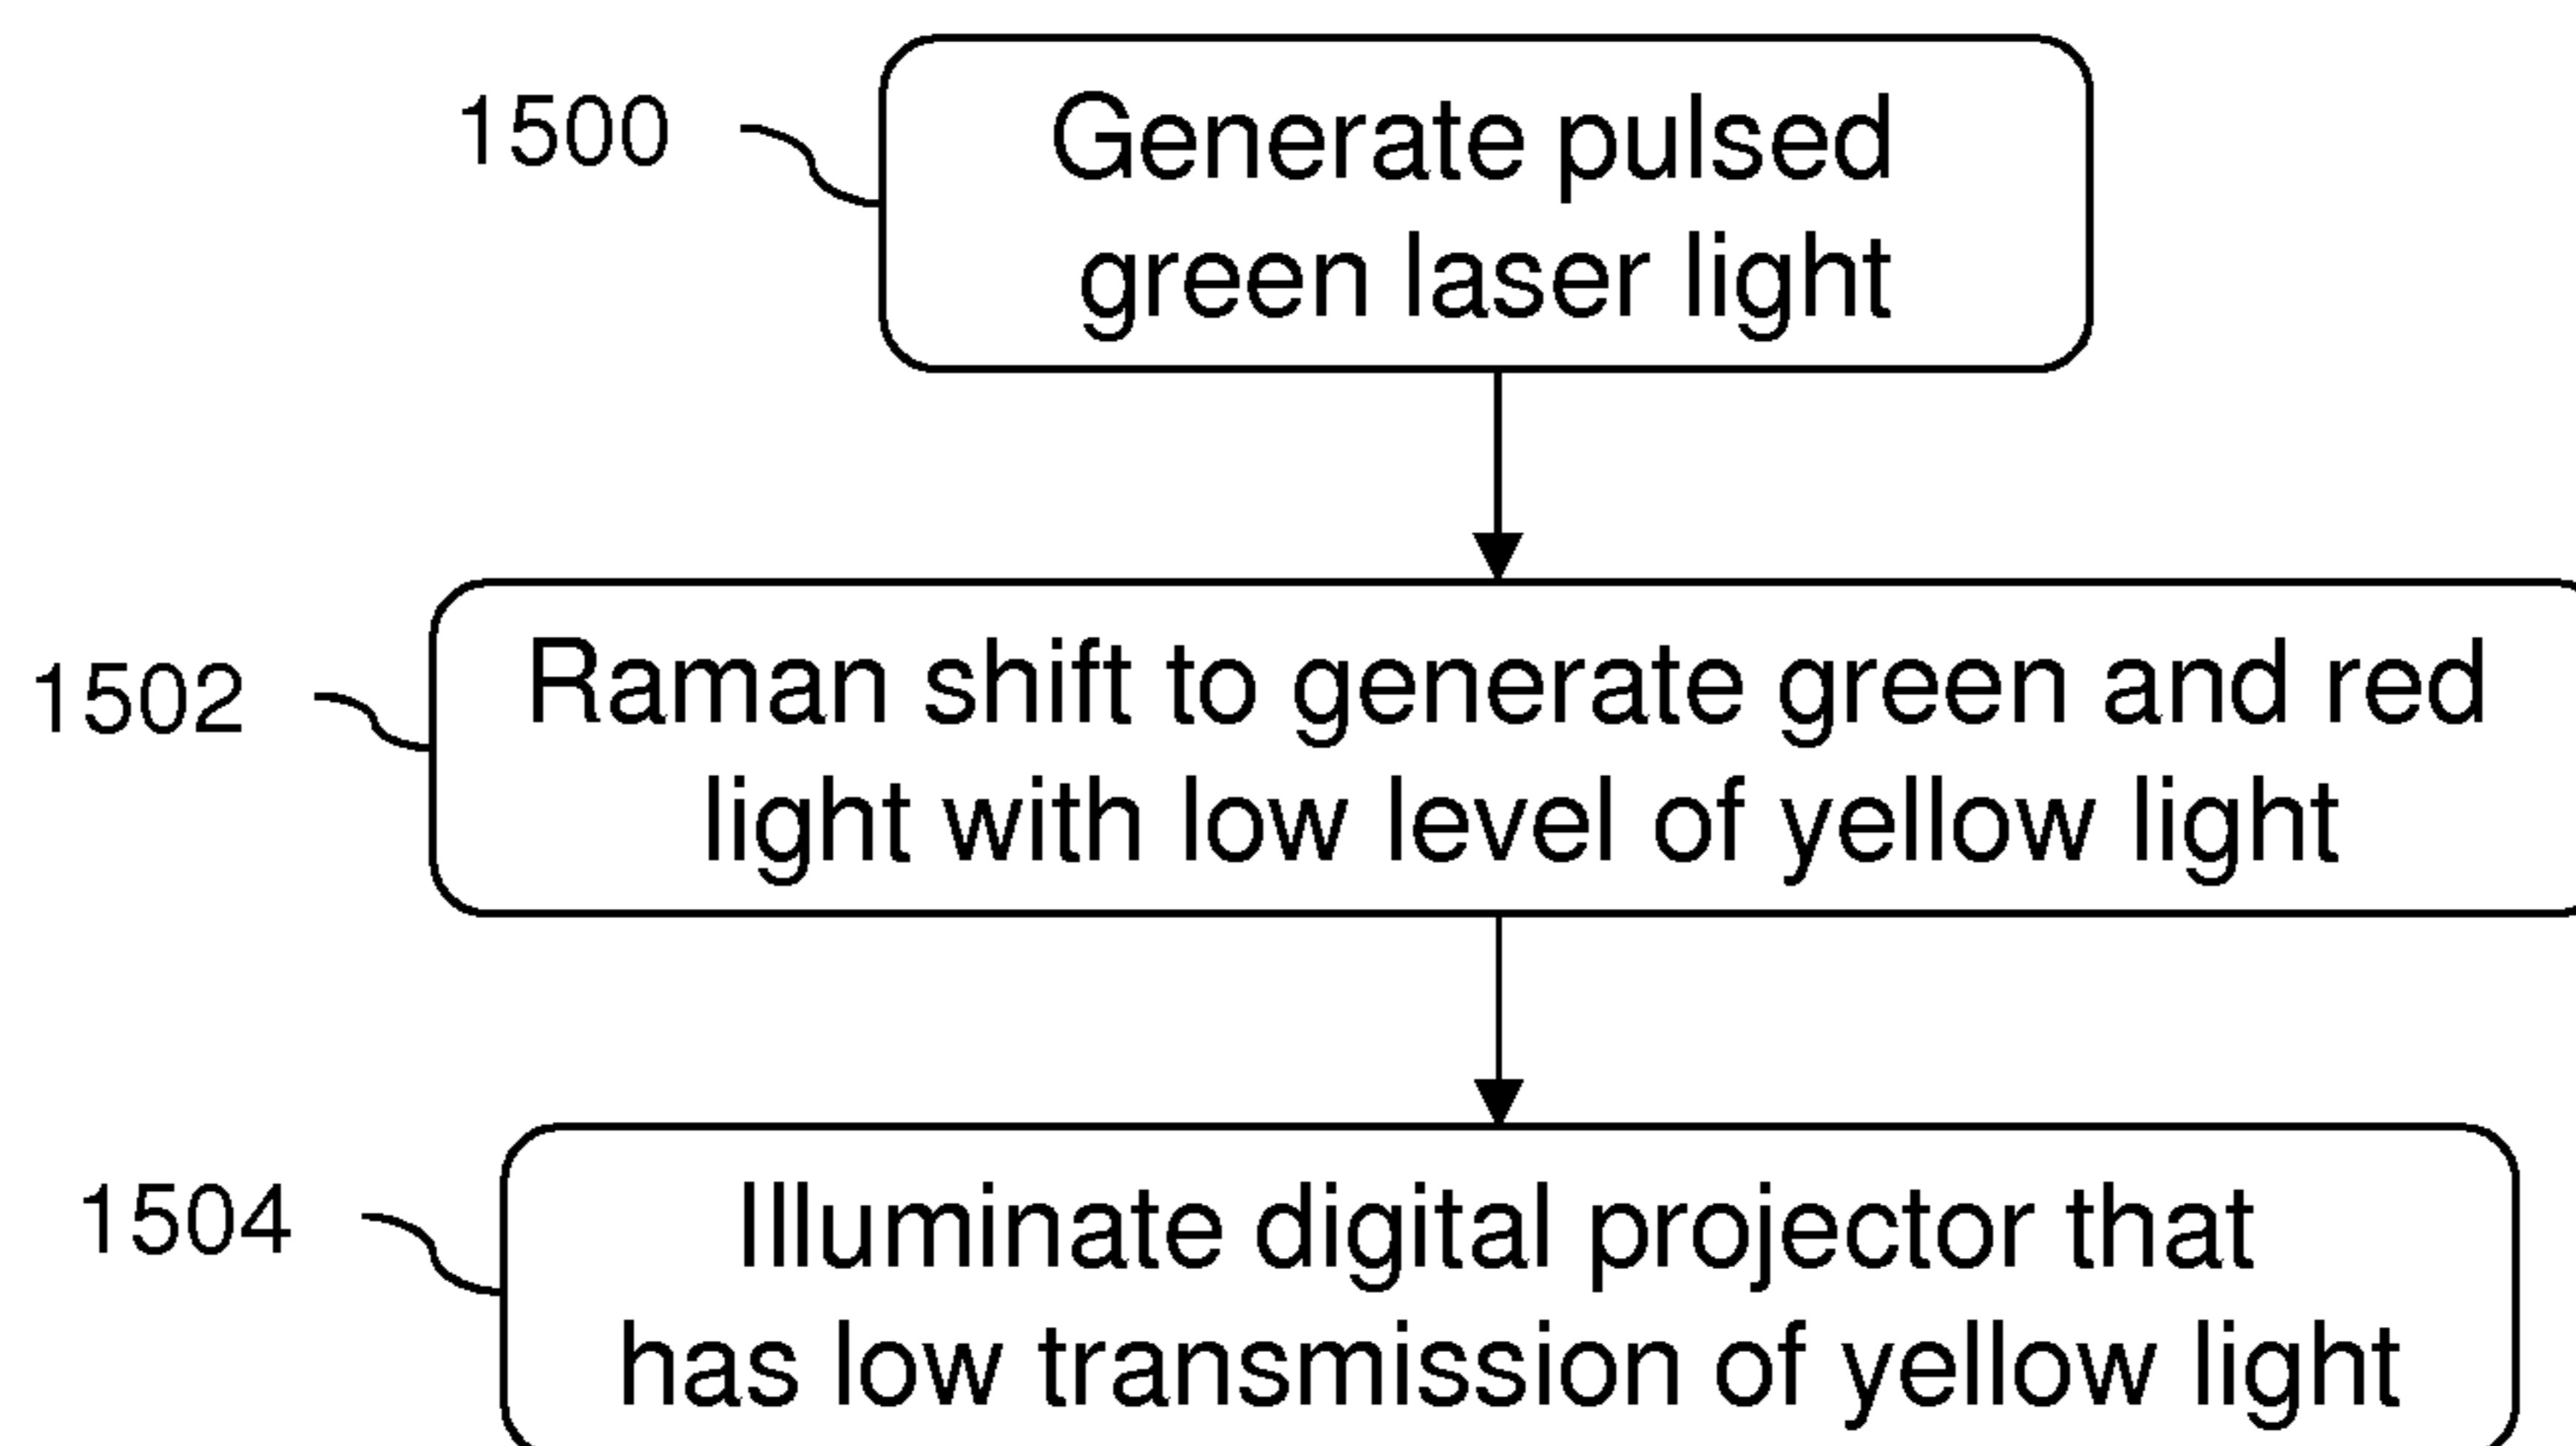 1500
Generate pulsed
green laser light
1502
Raman shift to generate green and red
light with low level of yellow light
1504
Illuminate digital projector that
has low transmission of yellow light